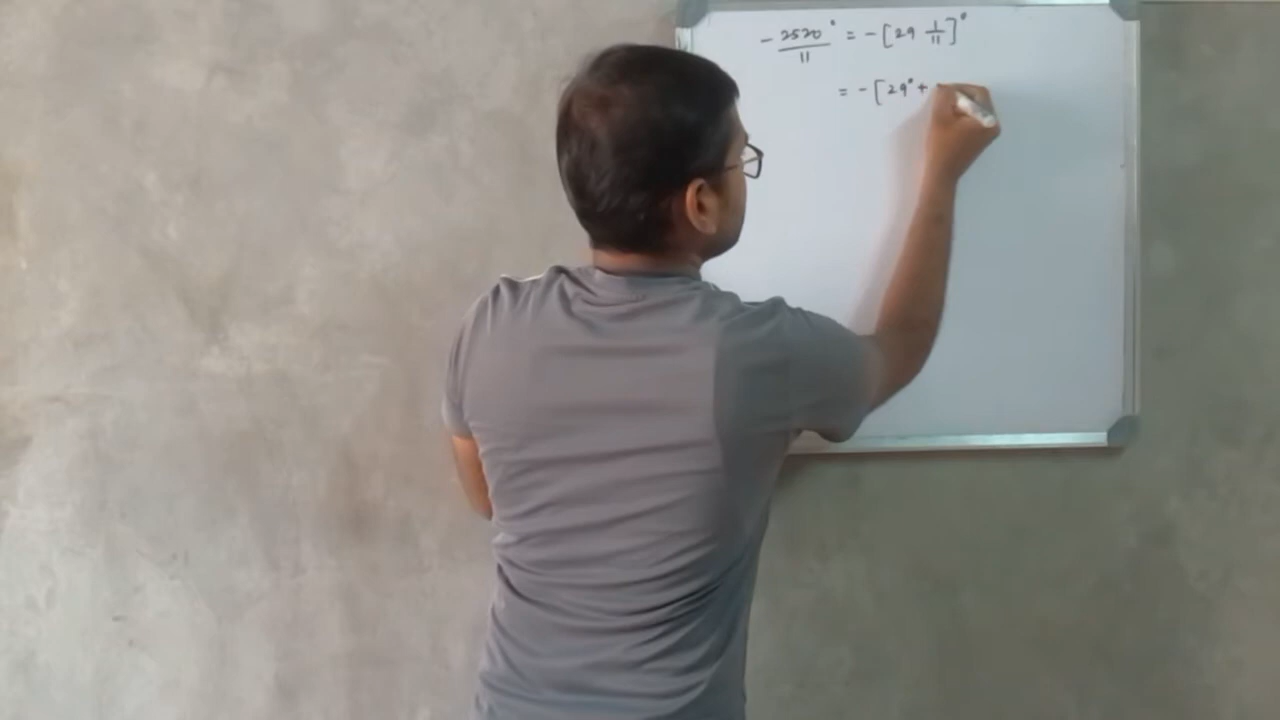 - 2520°/11 = - [29 1/11]°
= - [29° +